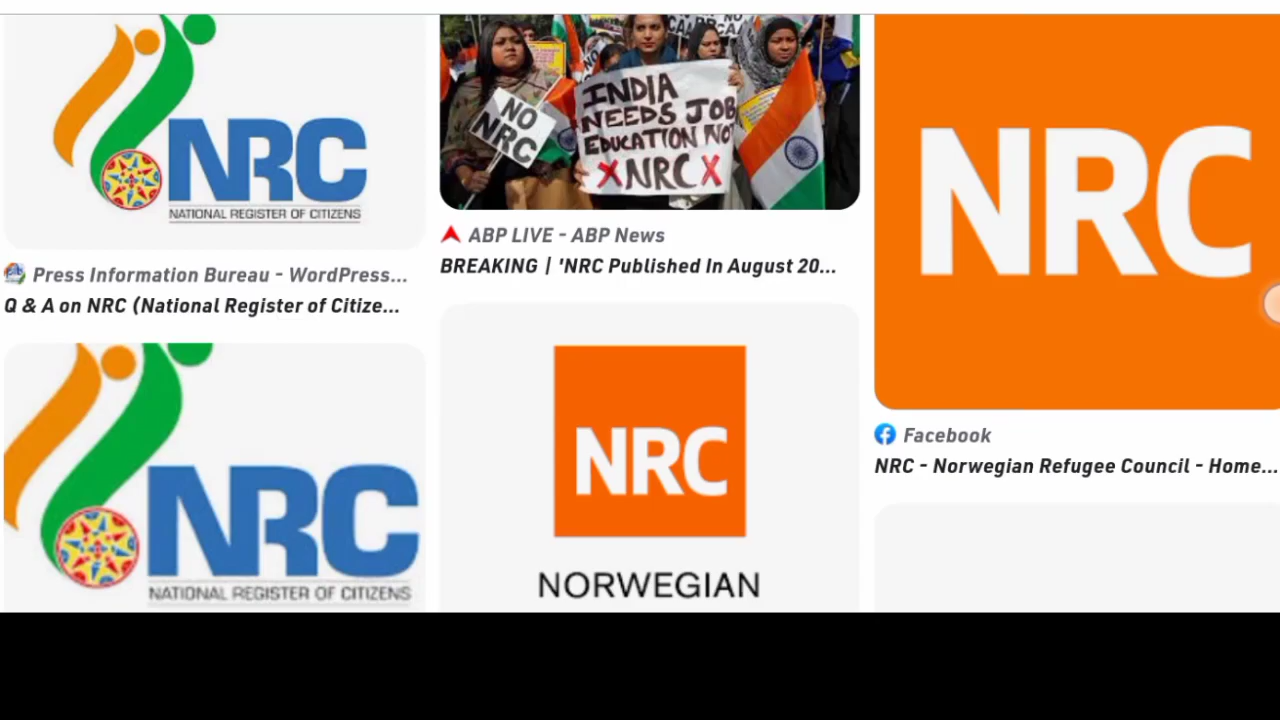 NRC
NATIONAL REGISTER OF CITIZENS
Press Information Bureau - WordPress...
Q & A on NRC (National Register of Citize...
NRC
NATIONAL REGISTER OF CITIZENS
NO
NRC
INDIA
NEEDS JOB
EDUCATION NOT
X NRC X
ABP LIVE - ABP News
BREAKING | 'NRC Published In August 20...
NRC
NORWEGIAN
NRC
Facebook
NRC - Norwegian Refugee Council - Home...